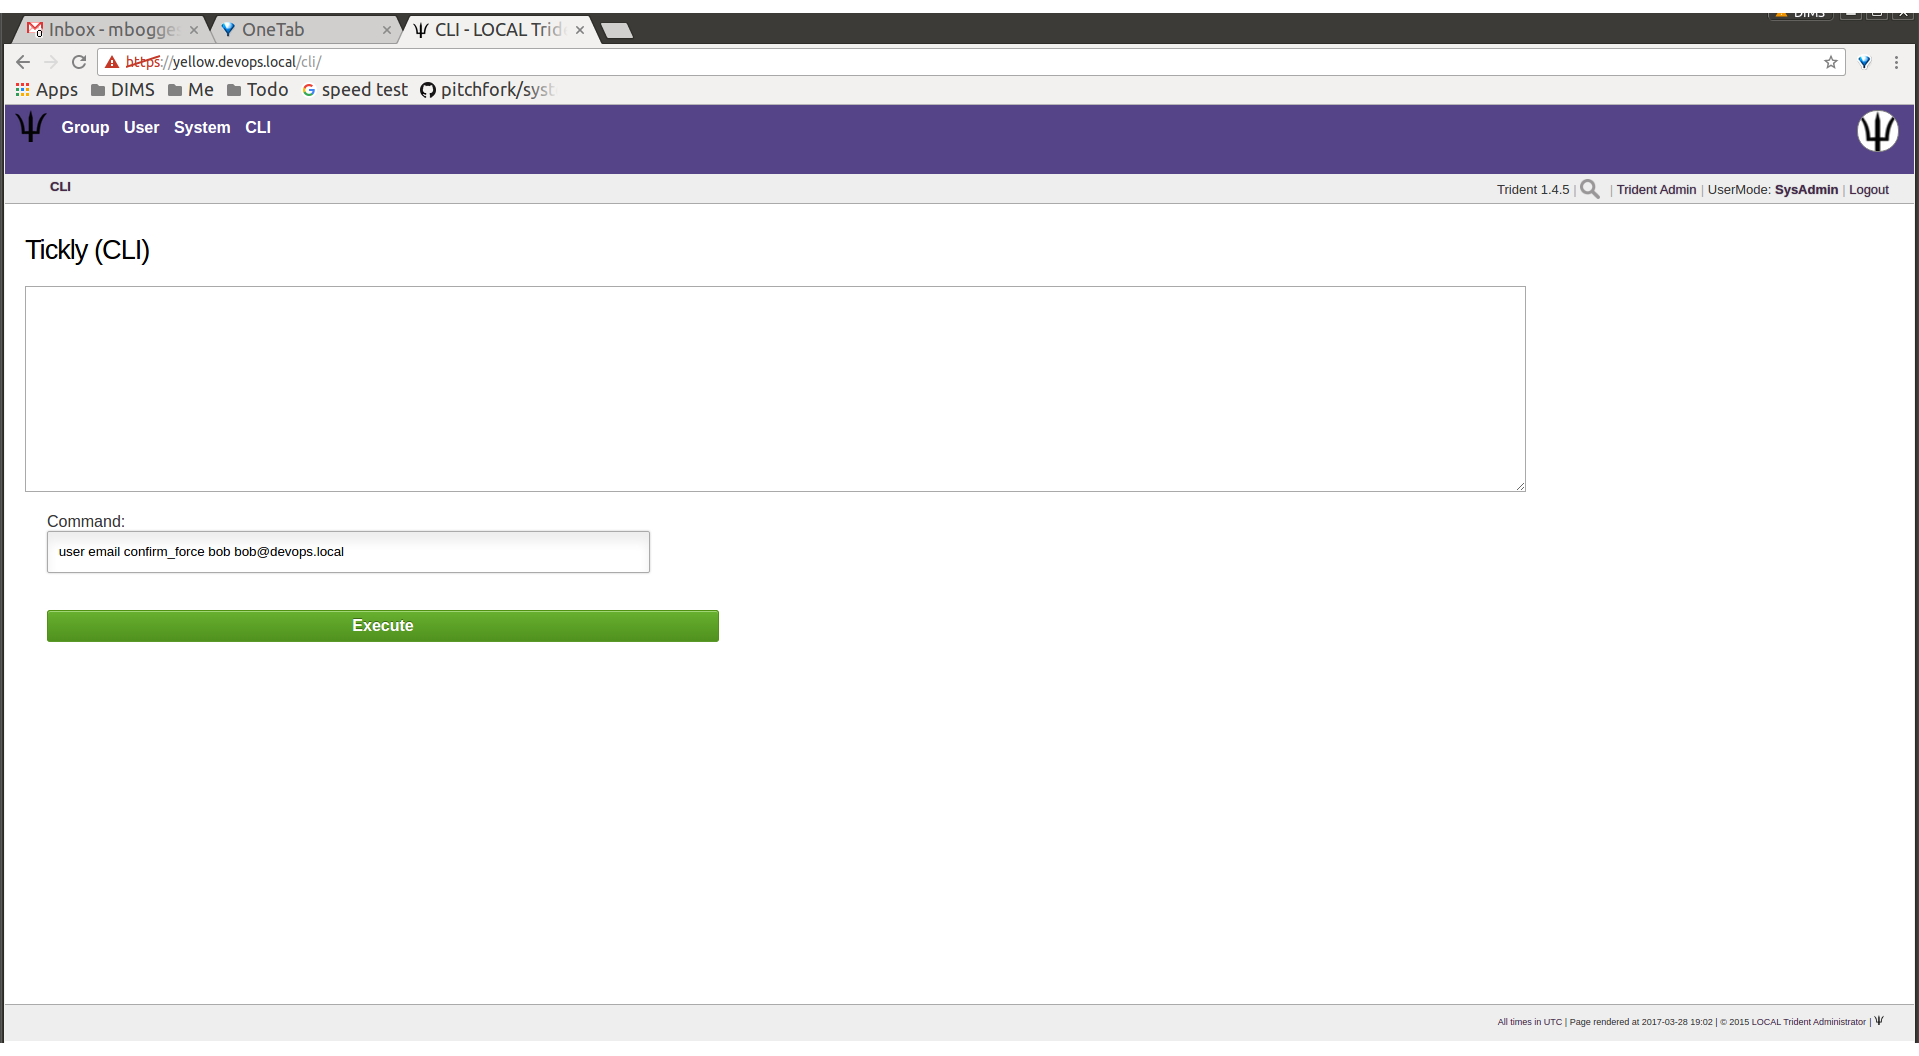 DIMS
Inbox - mbogge
OneTab
CLI - LOCAL Trid
https://yellow.devops.local/cli/
Apps DIMS Me Todo speed test pitchfork/syst
Group User System CLI
CLI
Trident 1.4.5 | | Trident Admin | UserMode: SysAdmin | Logout
Tickly (CLI)
Command:
user email confirm_force bob bob@devops.local
Execute
All times in UTC | Page rendered at 2017-03-28 19:02 | © 2015 LOCAL Trident Administrator |